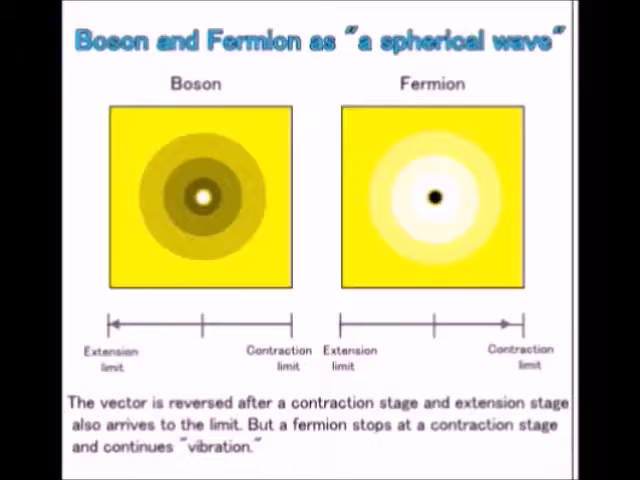 Boson and Fermion as "a spherical wave"
Boson
Fermion
Extension limit
Contraction limit
Extension limit
Contraction limit
The vector is reversed after a contraction stage and extension stage
also arrives to the limit. But a fermion stops at a contraction stage
and continues "vibration."